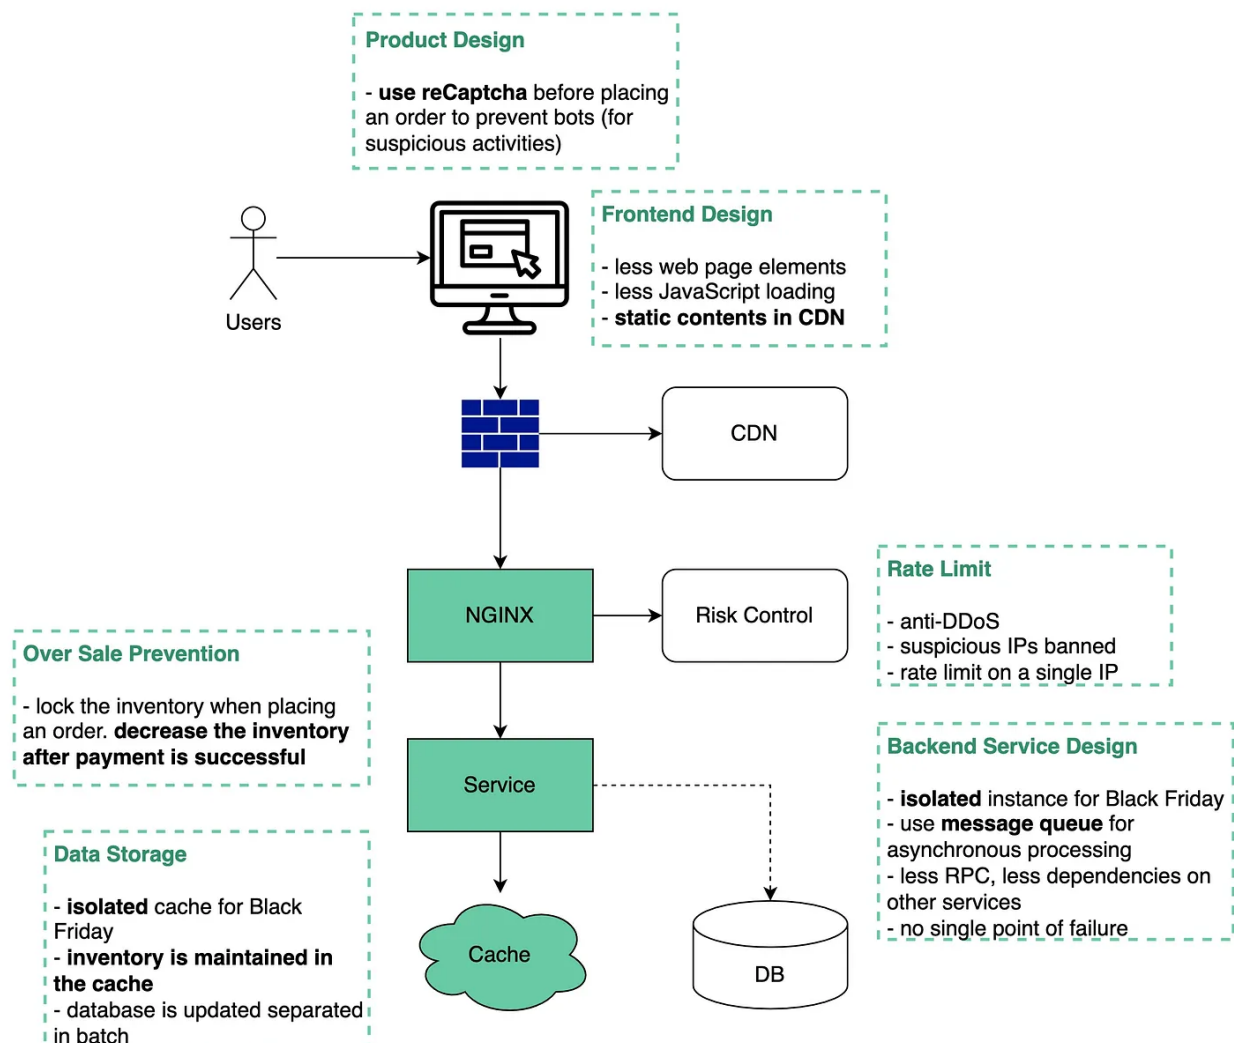 Product Design
- use reCaptcha before placing
an order to prevent bots (for
suspicious activities)
Frontend Design
- less web page elements
- less JavaScript loading
- static contents in CDN
Users
CDN
NGINX
Risk Control
Rate Limit
- anti-DDoS
- suspicious IPs banned
- rate limit on a single IP
Over Sale Prevention
- lock the inventory when placing
an order. decrease the inventory
after payment is successful
Service
Backend Service Design
- isolated instance for Black Friday
- use message queue for
asynchronous processing
- less RPC, less dependencies on
other services
- no single point of failure
Data Storage
- isolated cache for Black
Friday
- inventory is maintained in
the cache
- database is updated separated
in batch
Cache
DB